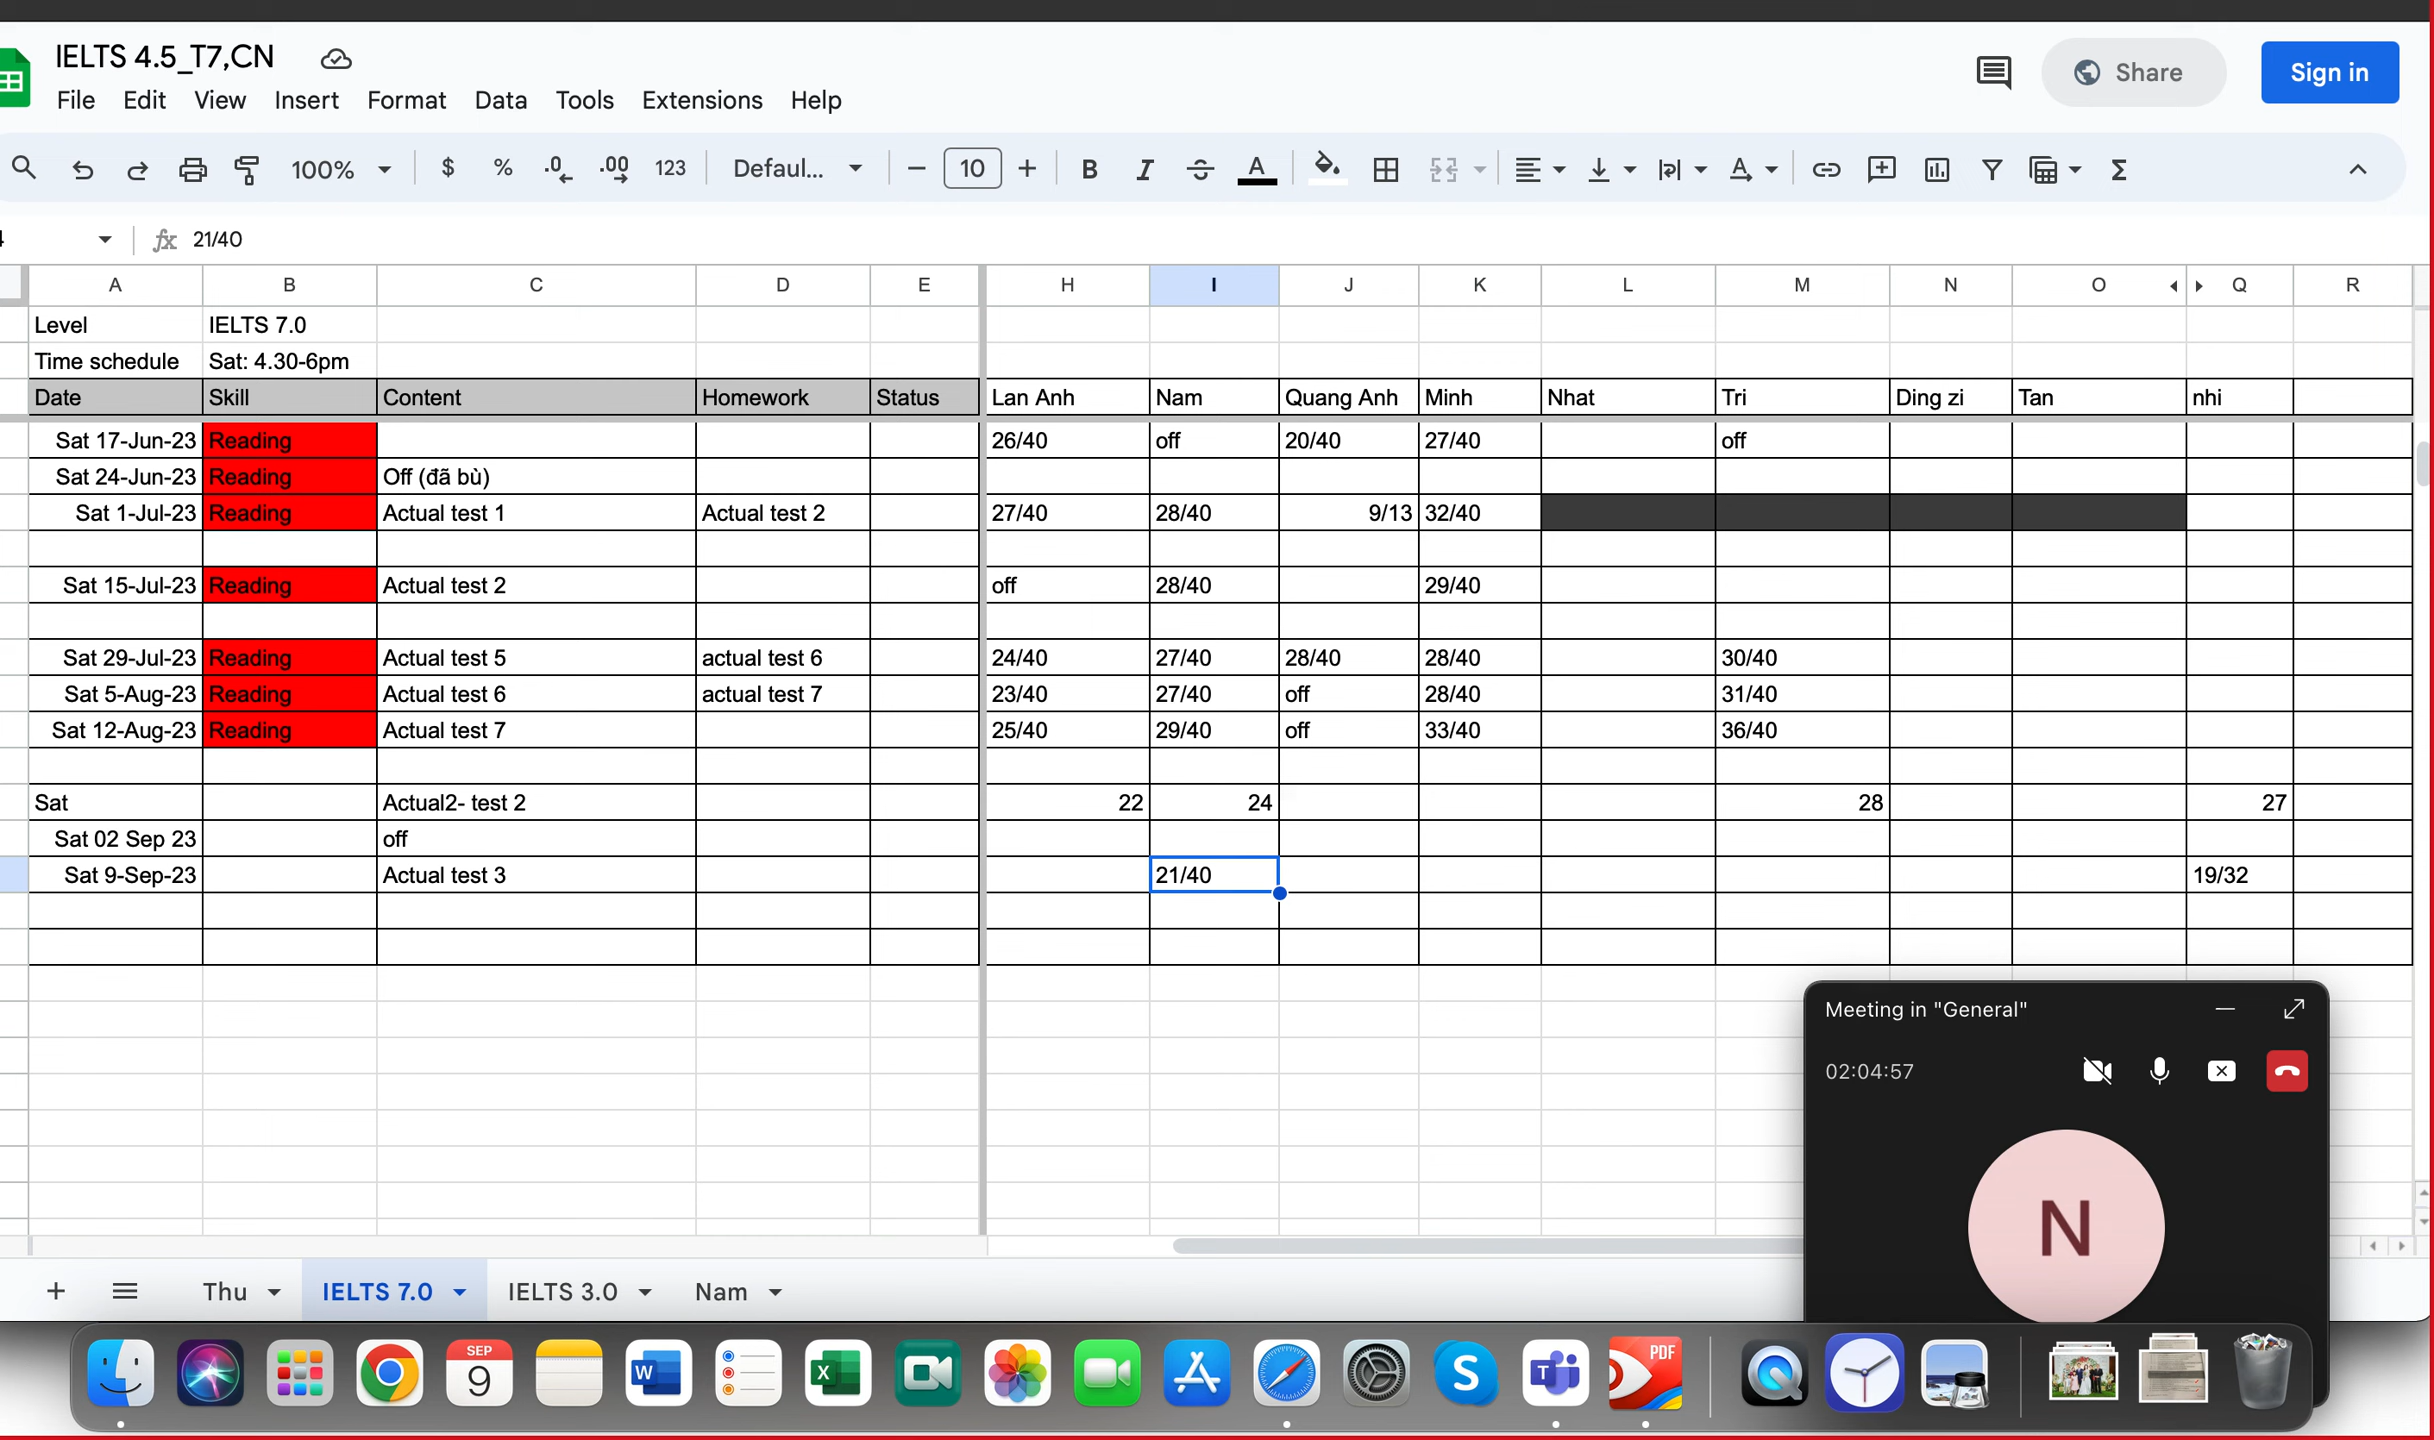 IELTS 4.5_T7,CN
Share
Sign in
File Edit View Insert Format Data Tools Extensions Help
100% $ % .0 .00 123 Defaul... 10 B I A
fx 21/40
A B C D E H I J K L M N O Q R
Level IELTS 7.0
Time schedule Sat: 4.30-6pm
Date Skill Content Homework Status Lan Anh Nam Quang Anh Minh Nhat Tri Ding zi Tan nhi
Sat 17-Jun-23 Reading 26/40 off 20/40 27/40 off
Sat 24-Jun-23 Reading Off (đã bù)
Sat 1-Jul-23 Reading Actual test 1 Actual test 2 27/40 28/40 9/13 32/40
Sat 15-Jul-23 Reading Actual test 2 off 28/40 29/40
Sat 29-Jul-23 Reading Actual test 5 actual test 6 24/40 27/40 28/40 28/40 30/40
Sat 5-Aug-23 Reading Actual test 6 actual test 7 23/40 27/40 off 28/40 31/40
Sat 12-Aug-23 Reading Actual test 7 25/40 29/40 off 33/40 36/40
Sat Actual2- test 2 22 24 28 27
Sat 02 Sep 23 off
Sat 9-Sep-23 Actual test 3 21/40 19/32
Meeting in "General"
02:04:57
N
Thu IELTS 7.0 IELTS 3.0 Nam
SEP
9
W
X
S
T
PDF